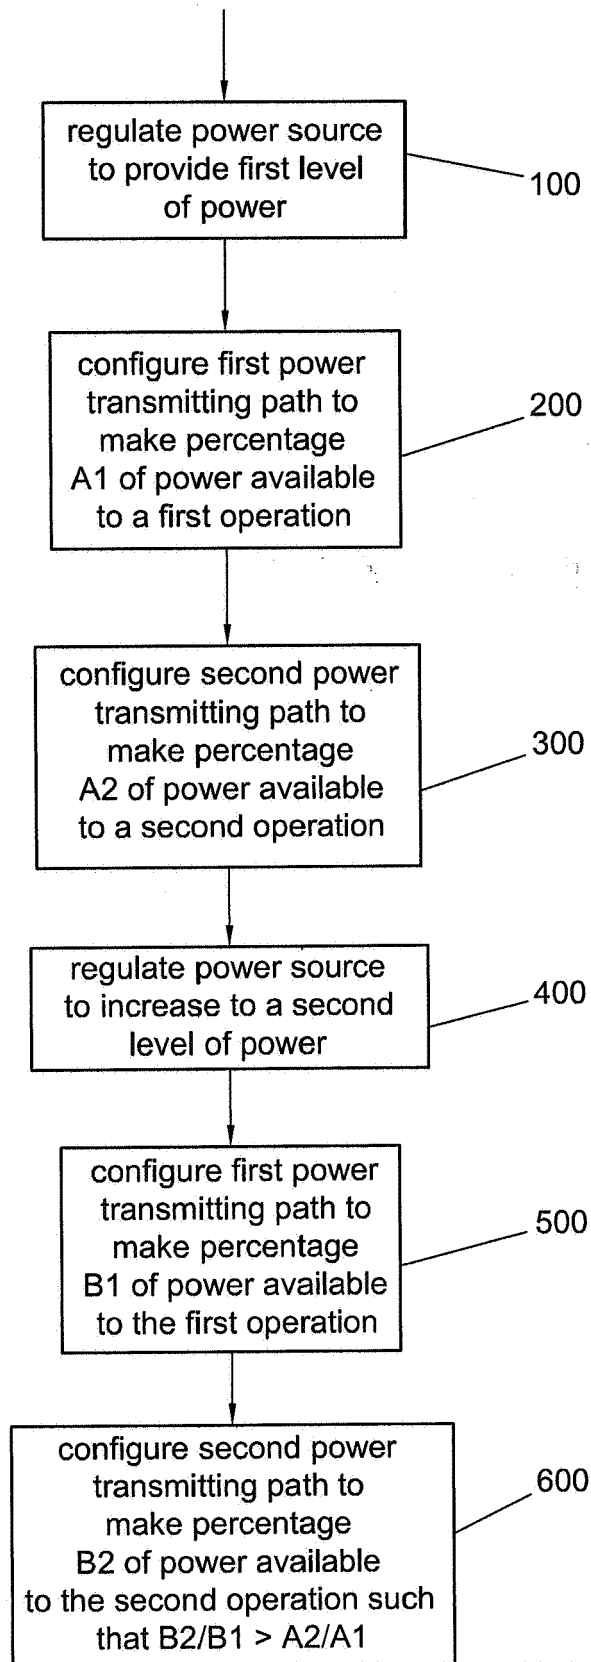 regulate power source
to provide first level
of power
100
configure first power
transmitting path to
make percentage
A1 of power available
to a first operation
200
configure second power
transmitting path to
make percentage
A2 of power available
to a second operation
300
regulate power source
to increase to a second
level of power
400
configure first power
transmitting path to
make percentage
B1 of power available
to the first operation
500
configure second power
transmitting path to
make percentage
B2 of power available
to the second operation such
that B2/B1 > A2/A1
600